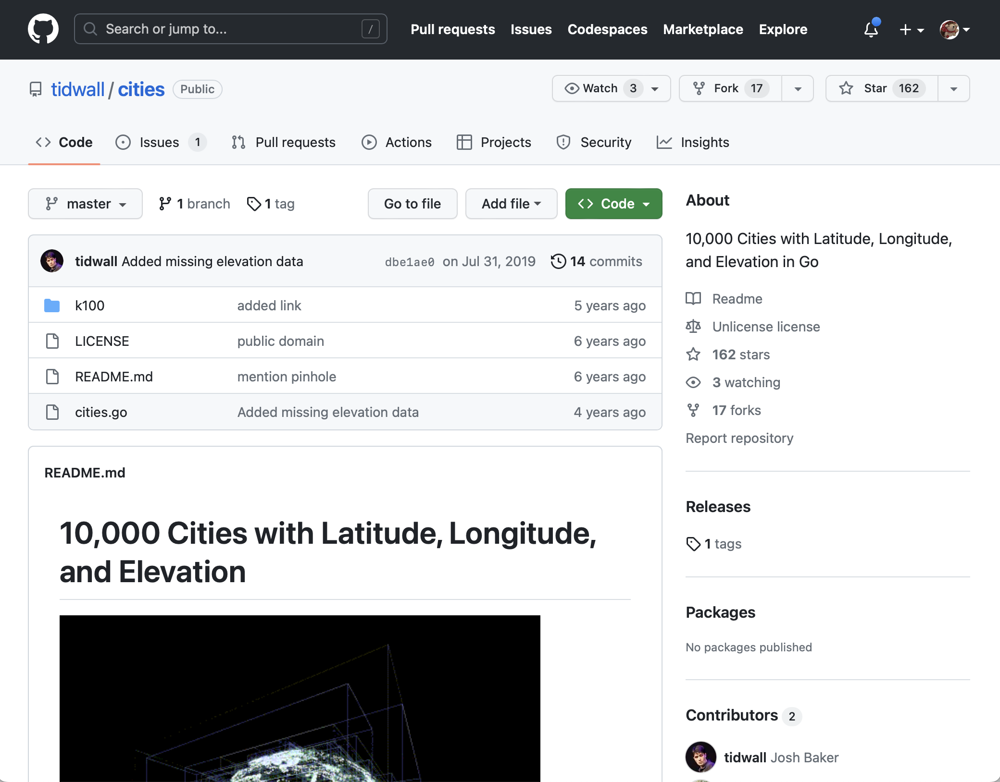 Search or jump to... /
Pull requests Issues Codespaces Marketplace Explore
tidwall / cities Public
Watch 3 Fork 17 Star 162
Code Issues 1 Pull requests Actions Projects Security Insights
master 1 branch 1 tag Go to file Add file Code
tidwall Added missing elevation data dbe1ae0 on Jul 31, 2019 14 commits
k100 added link 5 years ago
LICENSE public domain 6 years ago
README.md mention pinhole 6 years ago
cities.go Added missing elevation data 4 years ago
README.md
10,000 Cities with Latitude, Longitude,
and Elevation
About
10,000 Cities with Latitude, Longitude,
and Elevation in Go
Readme
Unlicense license
162 stars
3 watching
17 forks
Report repository
Releases
1 tags
Packages
No packages published
Contributors 2
tidwall Josh Baker